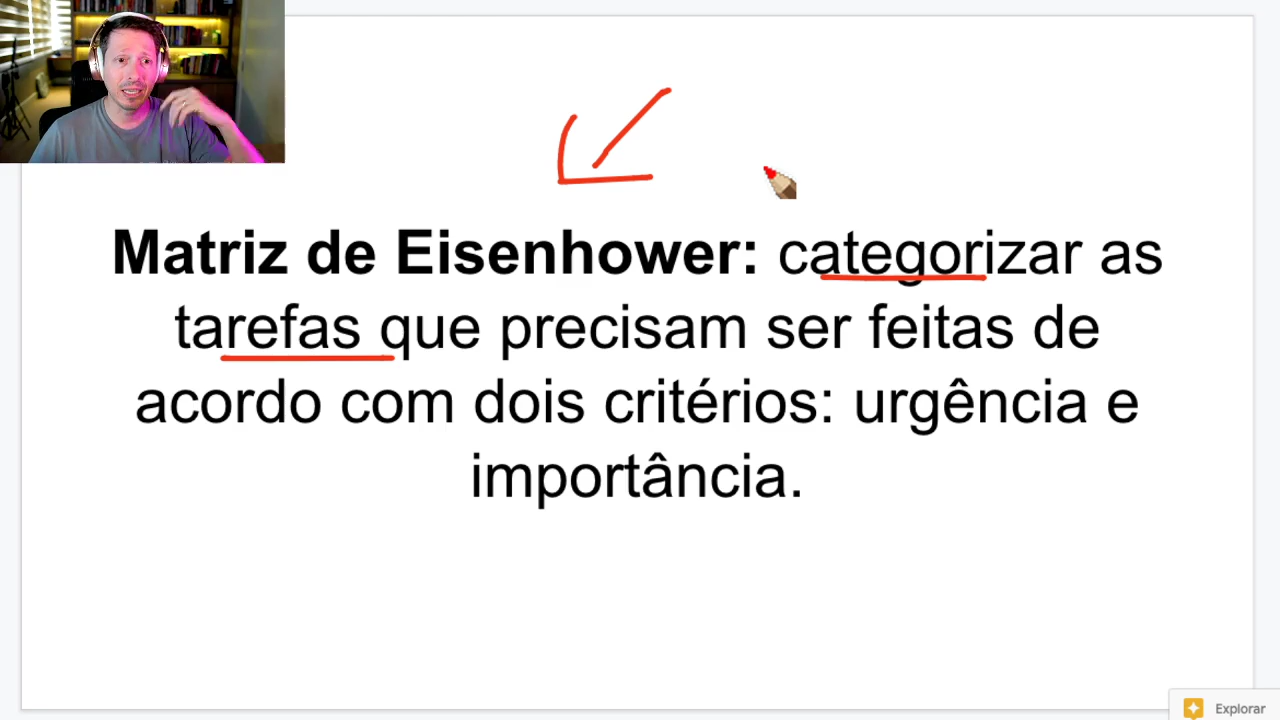 Matriz de Eisenhower: categorizar as
tarefas que precisam ser feitas de
acordo com dois critérios: urgência e
importância.
Explorar